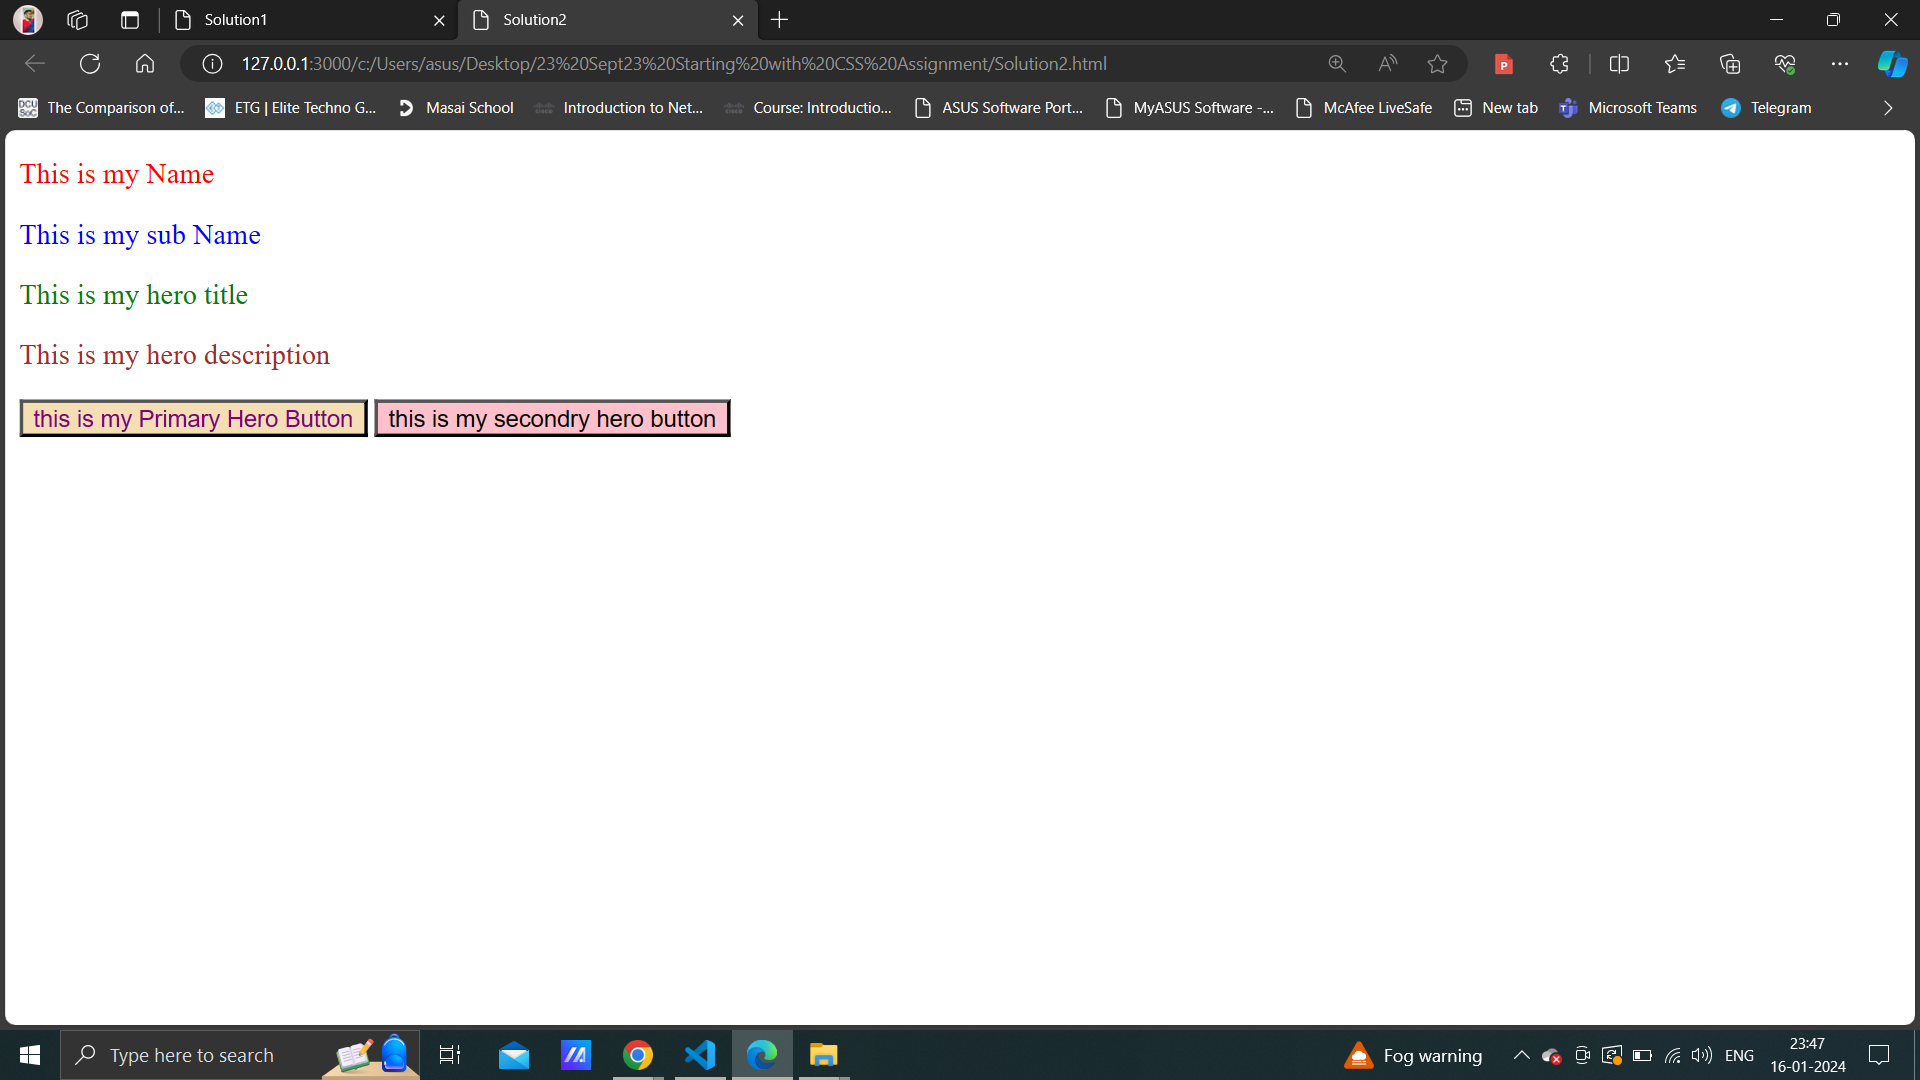 Solution1
Solution2
127.0.0.1:3000/c:/Users/asus/Desktop/23%20Sept23%20Starting%20with%20CSS%20Assignment/Solution2.html
The Comparison of...
ETG | Elite Techno G...
Masai School
Introduction to Net...
Course: Introductio...
ASUS Software Port...
MyASUS Software -...
McAfee LiveSafe
New tab
Microsoft Teams
Telegram
This is my Name
This is my sub Name
This is my hero title
This is my hero description
this is my Primary Hero Button
this is my secondry hero button
Type here to search
Fog warning
ENG
23:47
16-01-2024